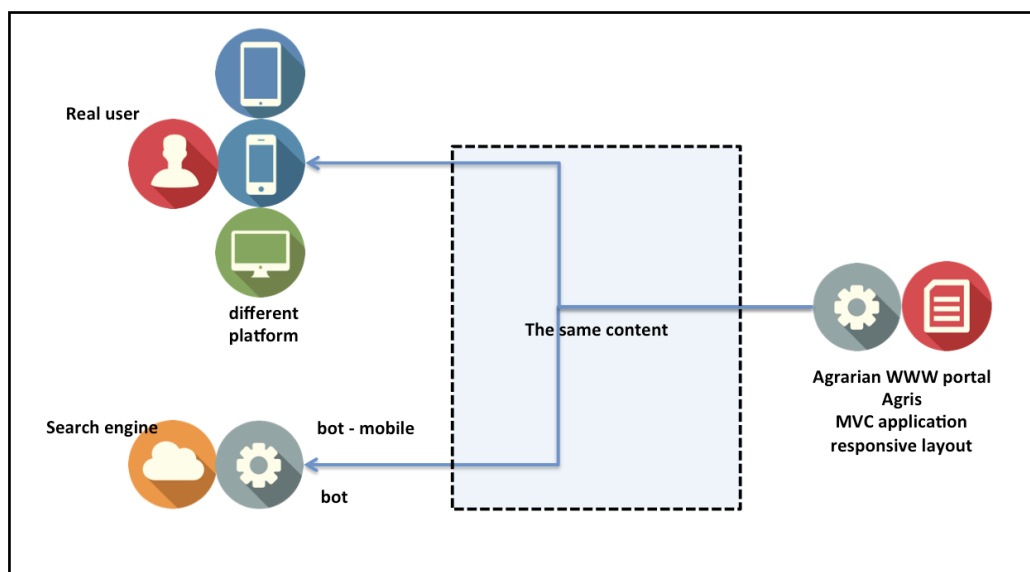 Real user
different
platform
The same content
Agrarian WWW portal
Agris
MVC application
responsive layout
Search engine
bot - mobile
bot